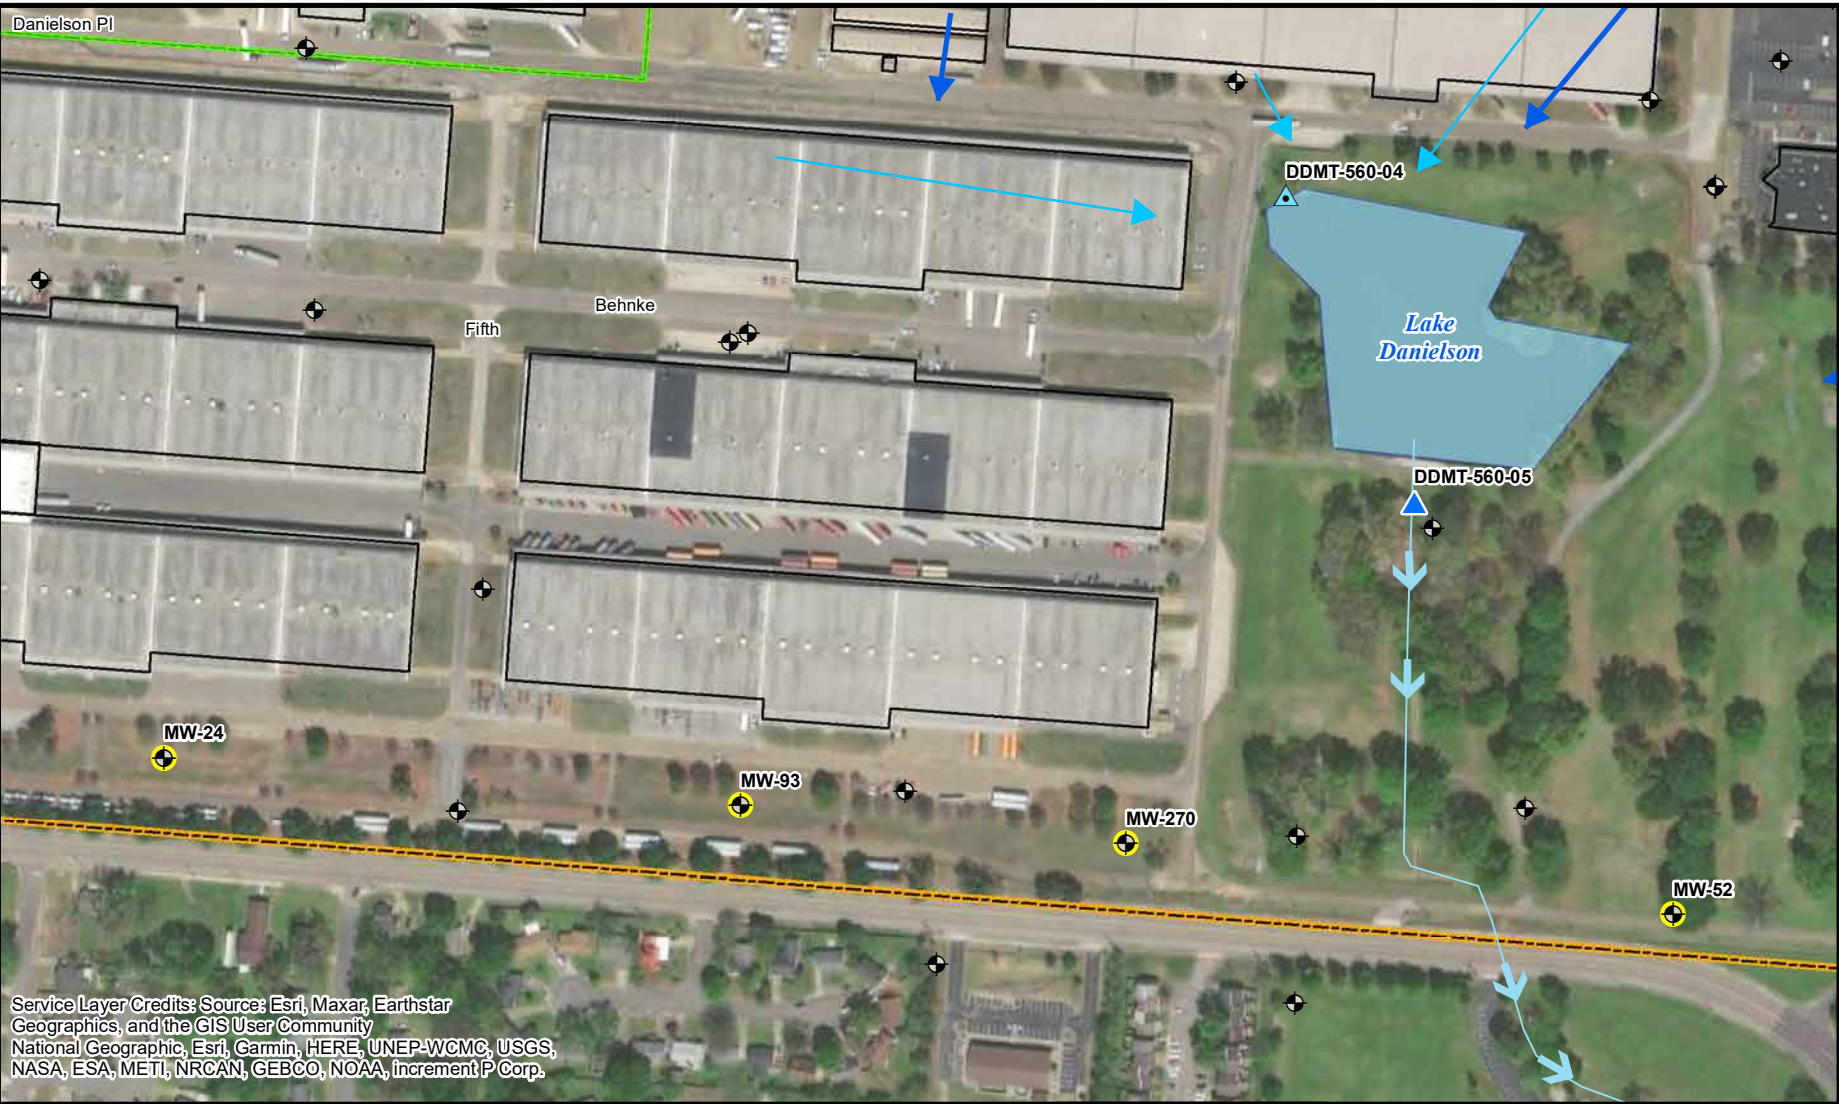 Danielson Pl
DDMT-560-04
Behnke
Fifth
Lake
Danielson
DDMT-560-05
MW-24
MW-93
MW-270
MW-52
Service Layer Credits: Source: Esri, Maxar, Earthstar
Geographics, and the GIS User Community
National Geographic, Esri, Garmin, HERE, UNEP-WCMC, USGS,
NASA, ESA, METI, NRCAN, GEBCO, NOAA, increment P Corp.